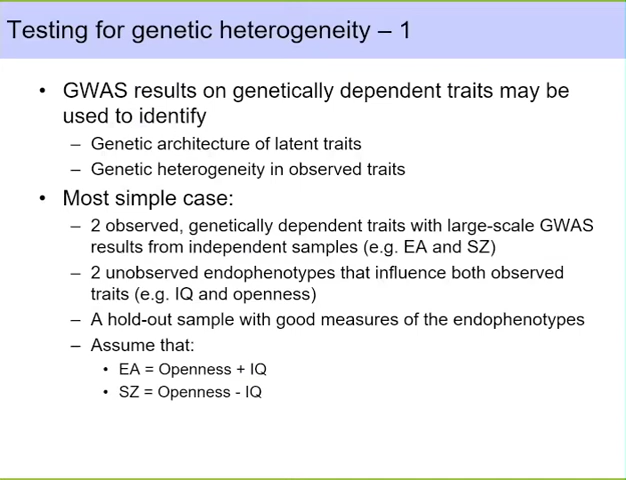 Testing for genetic heterogeneity – 1
• GWAS results on genetically dependent traits may be
used to identify
– Genetic architecture of latent traits
– Genetic heterogeneity in observed traits
• Most simple case:
– 2 observed, genetically dependent traits with large-scale GWAS
results from independent samples (e.g. EA and SZ)
– 2 unobserved endophenotypes that influence both observed
traits (e.g. IQ and openness)
– A hold-out sample with good measures of the endophenotypes
– Assume that:
• EA = Openness + IQ
• SZ = Openness - IQ